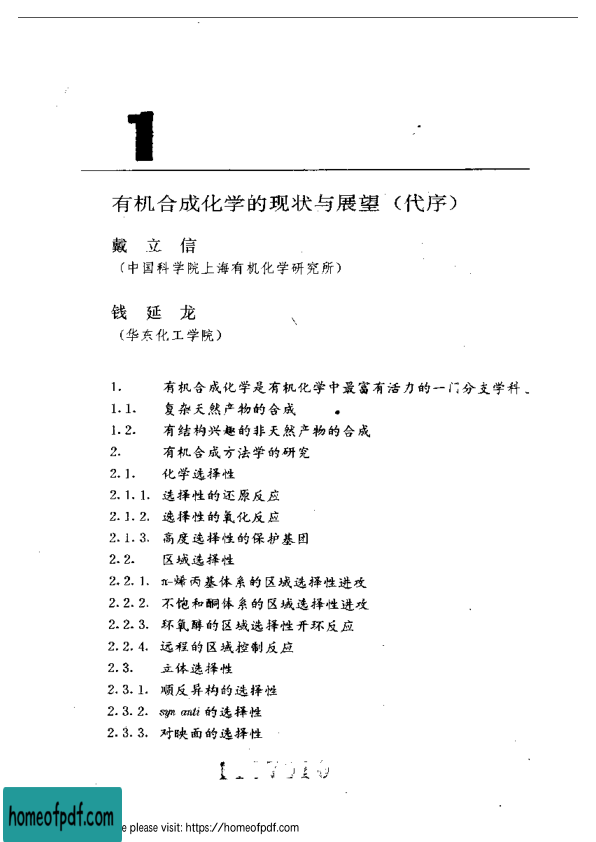 1
有机合成化学的现状与展望（代序）
戴 立 信
（中国科学院上海有机化学研究所）
钱 延 龙
（华东化工学院）
1. 有机合成化学是有机化学中最富有活力的一门分支学科
1.1. 复杂天然产物的合成
1.2. 有结构兴趣的非天然产物的合成
2. 有机合成方法学的研究
2.1. 化学选择性
2.1.1. 选择性的还原反应
2.1.2. 选择性的氧化反应
2.1.3. 高度选择性的保护基团
2.2. 区域选择性
2.2.1. π-烯丙基体系的区域选择性进攻
2.2.2. 不饱和酮体系的区域选择性进攻
2.2.3. 环氧醇的区域选择性开环反应
2.2.4. 远程的区域控制反应
2.3. 立体选择性
2.3.1. 顺反异构的选择性
2.3.2. syn anti 的选择性
2.3.3. 对映面的选择性
homeofpdf.com
e please visit: https://homeofpdf.com